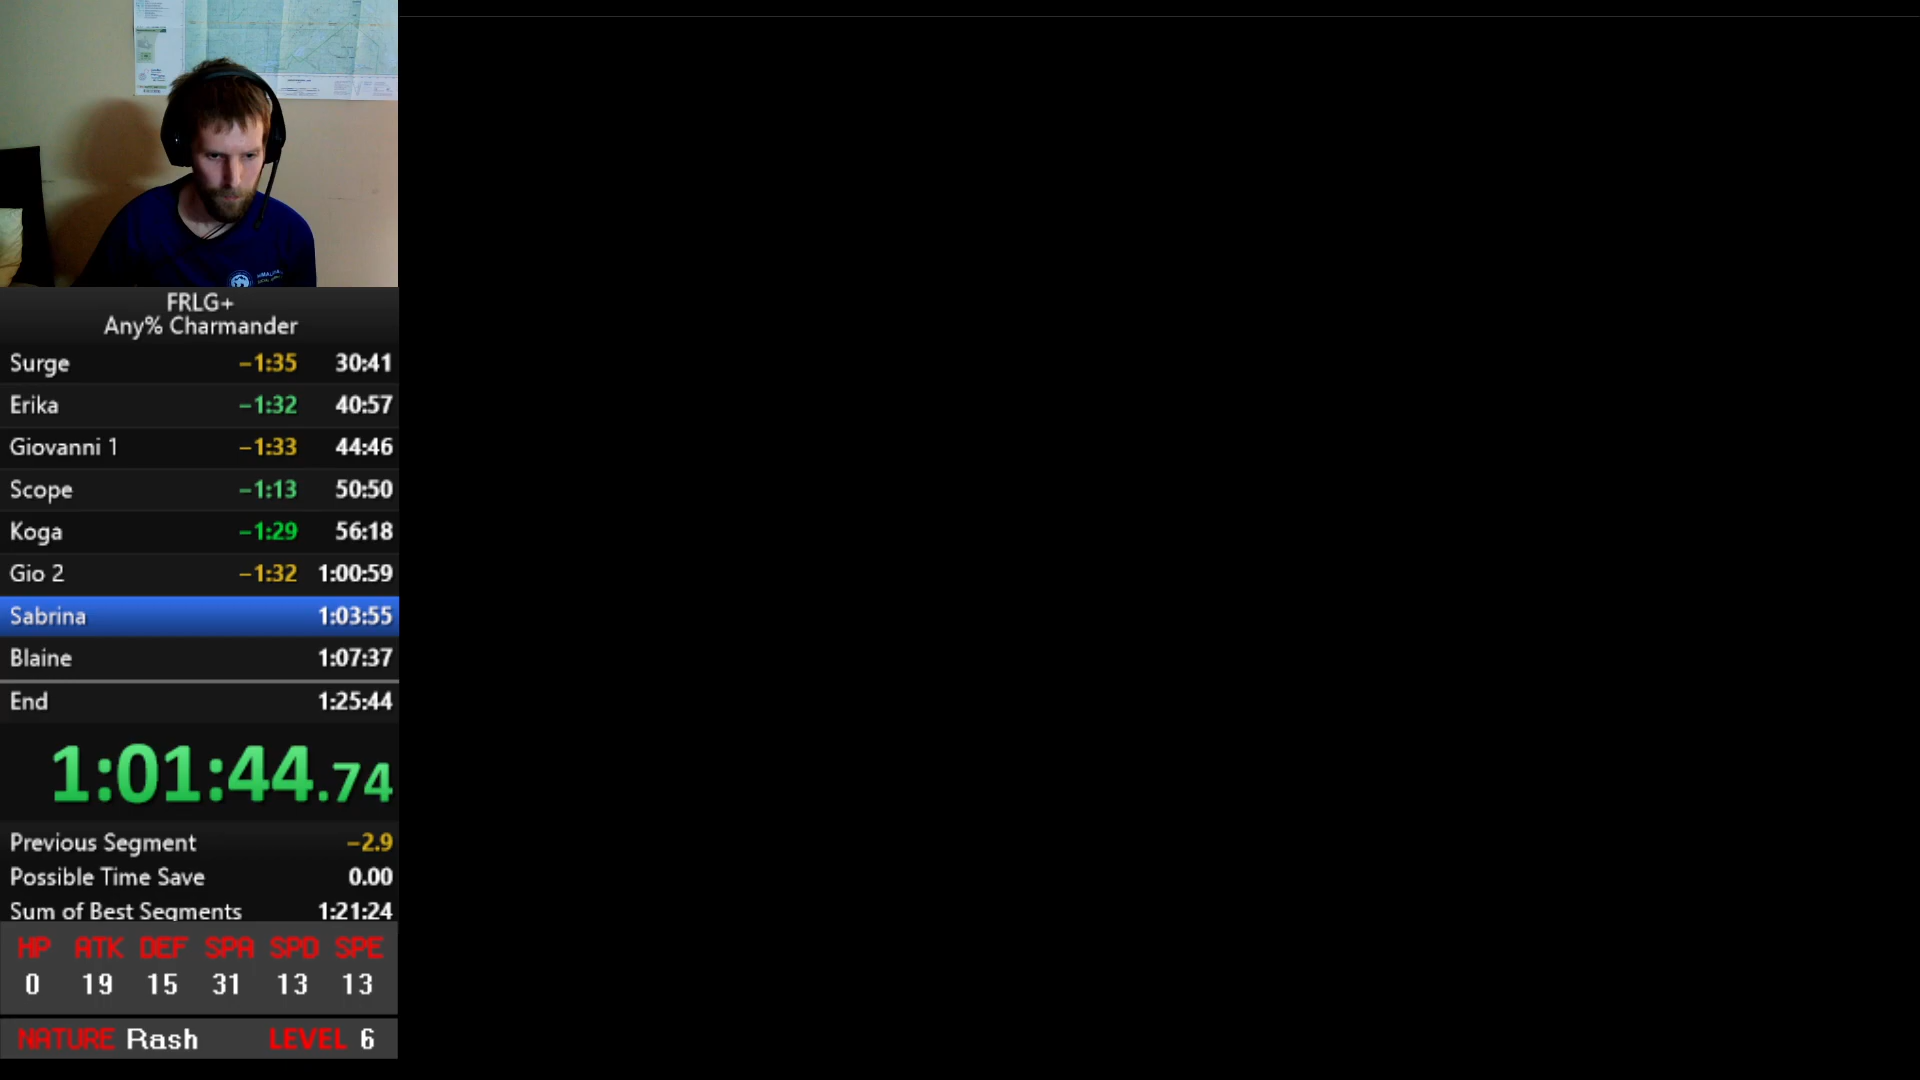 FRLG+
Any% Charmander
Surge -1:35 30:41
Erika -1:32 40:57
Giovanni 1 -1:33 44:46
Scope -1:13 50:50
Koga -1:29 56:18
Gio 2 -1:32 1:00:59
Sabrina 1:03:55
Blaine 1:07:37
End 1:25:44
1:01:44.74
Previous Segment -2.9
Possible Time Save 0.00
Sum of Best Segments 1:21:24
HP ATK DEF SPA SPD SPE
0 19 15 31 13 13
NATURE Rash LEVEL 6